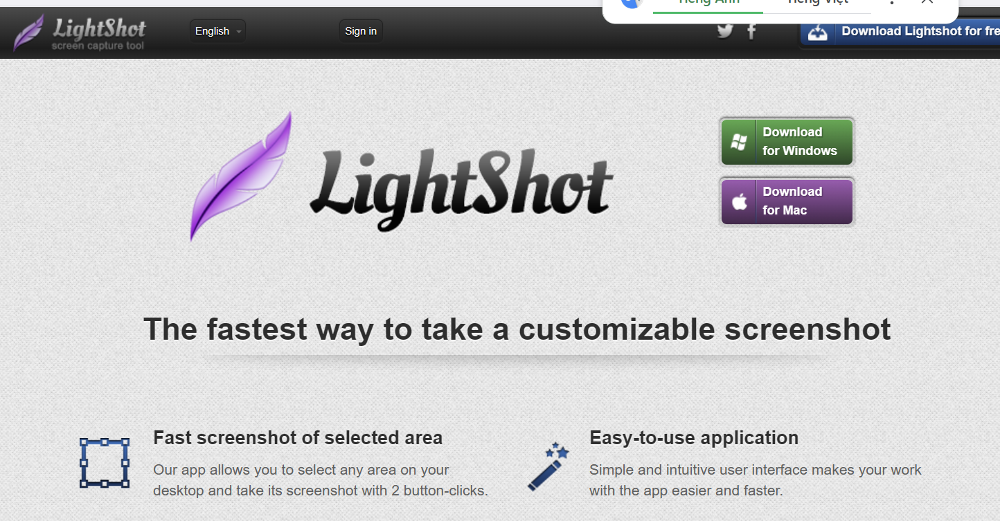 Tiếng Anh
Tiếng Việt
LightShot
screen capture tool
English
Sign in
Download Lightshot for fre
LightShot
Download
for Windows
Download
for Mac
The fastest way to take a customizable screenshot
Fast screenshot of selected area
Our app allows you to select any area on your
desktop and take its screenshot with 2 button-clicks.
Easy-to-use application
Simple and intuitive user interface makes your work
with the app easier and faster.